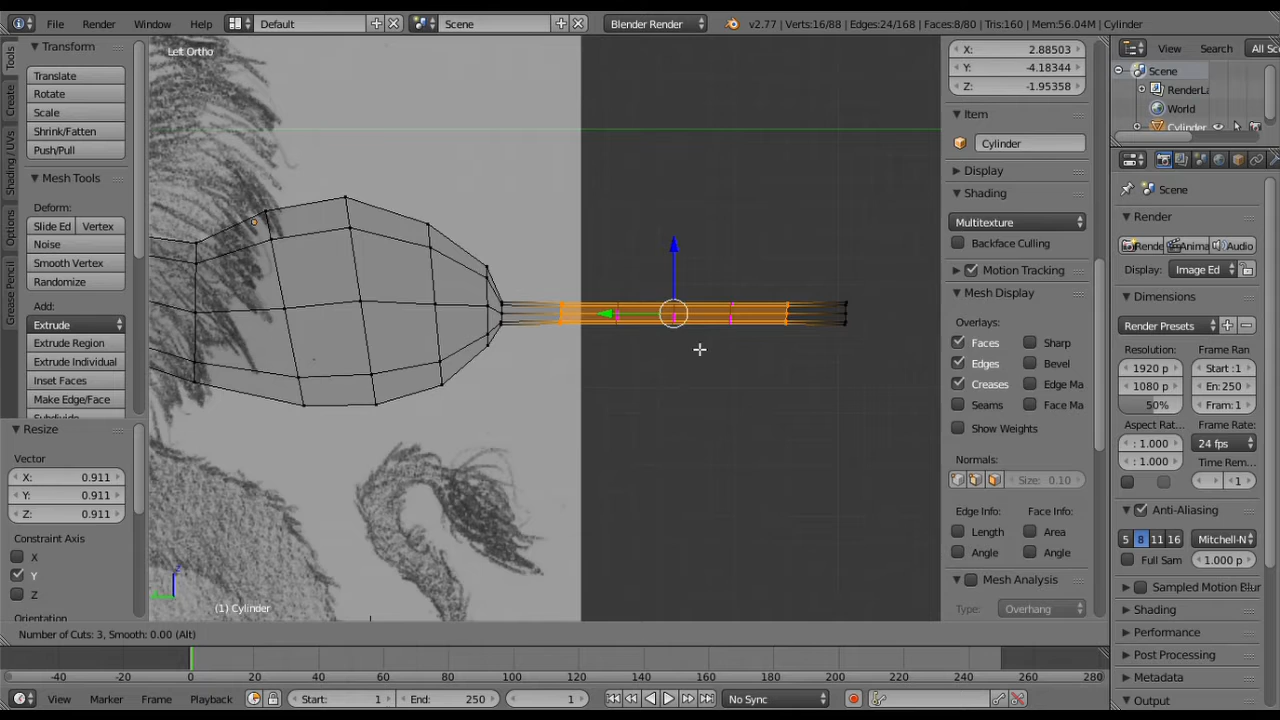 File Render Window Help Default Scene Blender Render v2.77 | Verts:16/88 | Edges:24/168 | Faces:8/80 | Tris:160 | Mem:56.04M | Cylinder
Tools
Create
Shading / UVs
Options
Grease Pencil
Transform
Translate
Rotate
Scale
Shrink/Fatten
Push/Pull
Mesh Tools
Deform:
Slide Ed Vertex
Noise
Smooth Vertex
Randomize
Add:
Extrude
Extrude Region
Extrude Individual
Inset Faces
Make Edge/Face
Subdivide
Resize
Vector
X: 0.911
Y: 0.911
Z: 0.911
Constraint Axis
X
Y
Z
Orientation
Left Ortho
(1) Cylinder
Number of Cuts: 3, Smooth: 0.00 (Alt)
X: 2.88503
Y: -4.18344
Z: -1.95358
Item
Cylinder
Display
Shading
Multitexture
Backface Culling
Motion Tracking
Mesh Display
Overlays:
Faces Sharp
Edges Bevel
Creases Edge Ma
Seams Face Ma
Show Weights
Normals:
Size: 0.10
Edge Info: Face Info:
Length Area
Angle Angle
Mesh Analysis
Type: Overhang
View Search All Sce
Scene
RenderLa
World
Cylinder
Scene
Render
Rende Anima Audio
Display: Image Ed
Dimensions
Render Presets
Resolution: Frame Ran
1920 p Start :1
1080 p En: 250
50% Fram: 1
Aspect Rat.. Frame Rate:
: 1.000 24 fps
: 1.000 Time Rem...
1
Anti-Aliasing
5 8 11 16 Mitchell-N
Full Sam 1.000 p
Sampled Motion Blur
Shading
Performance
Post Processing
Metadata
Output
-40 -20 0 20 40 60 80 100 120 140 160 180 200 220 240 260 280
View Marker Frame Playback Start: 1 End: 250 1 No Sync